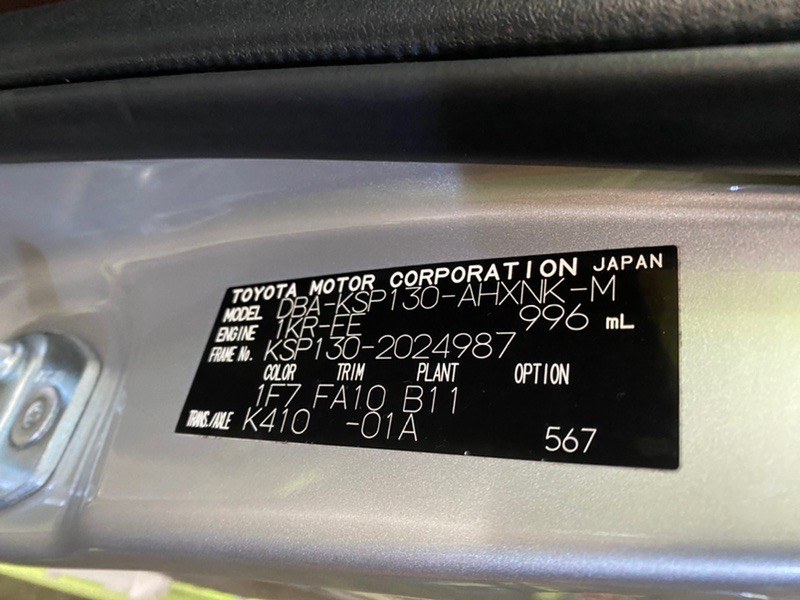 TOYOTA MOTOR CORPORATION JAPAN
MODEL DBA-KSP130-AHXNK-M
ENGINE 1KR-FE 996 mL
FRAME No. KSP130-2024987
COLOR TRIM PLANT OPTION
1F7 FA10 B11
TRANS./AXLE K410 -01A 567